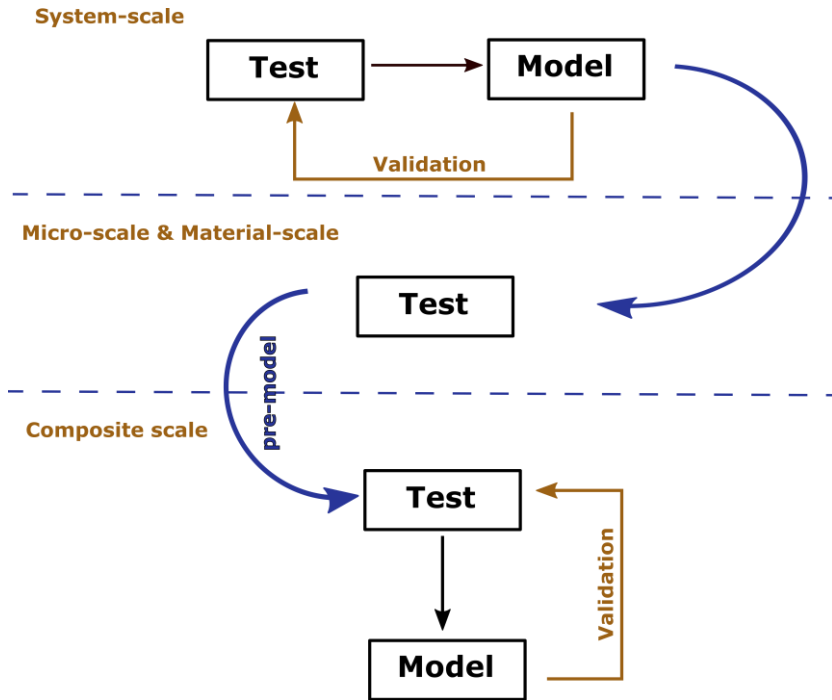 System-scale
Test
Model
Validation
Micro-scale & Material-scale
Test
pre-model
Composite scale
Test
Validation
Model